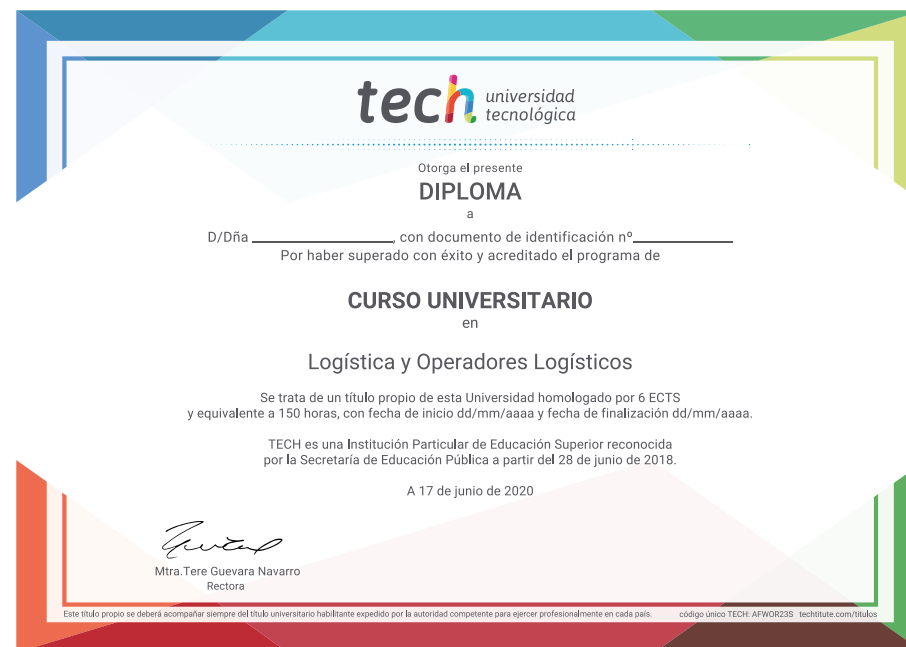 tech universidad
tecnológica
Otorga el presente
DIPLOMA
a
D/Dña ____________________, con documento de identificación nº______________
Por haber superado con éxito y acreditado el programa de
CURSO UNIVERSITARIO
en
Logística y Operadores Logísticos
Se trata de un título propio de esta Universidad homologado por 6 ECTS
y equivalente a 150 horas, con fecha de inicio dd/mm/aaaa y fecha de finalización dd/mm/aaaa.
TECH es una Institución Particular de Educación Superior reconocida
por la Secretaría de Educación Pública a partir del 28 de junio de 2018.
A 17 de junio de 2020
Mtra.Tere Guevara Navarro
Rectora
Este título propio se deberá acompañar siempre del título universitario habilitante expedido por la autoridad competente para ejercer profesionalmente en cada país. código único TECH: AFWOR23S techtitute.com/títulos